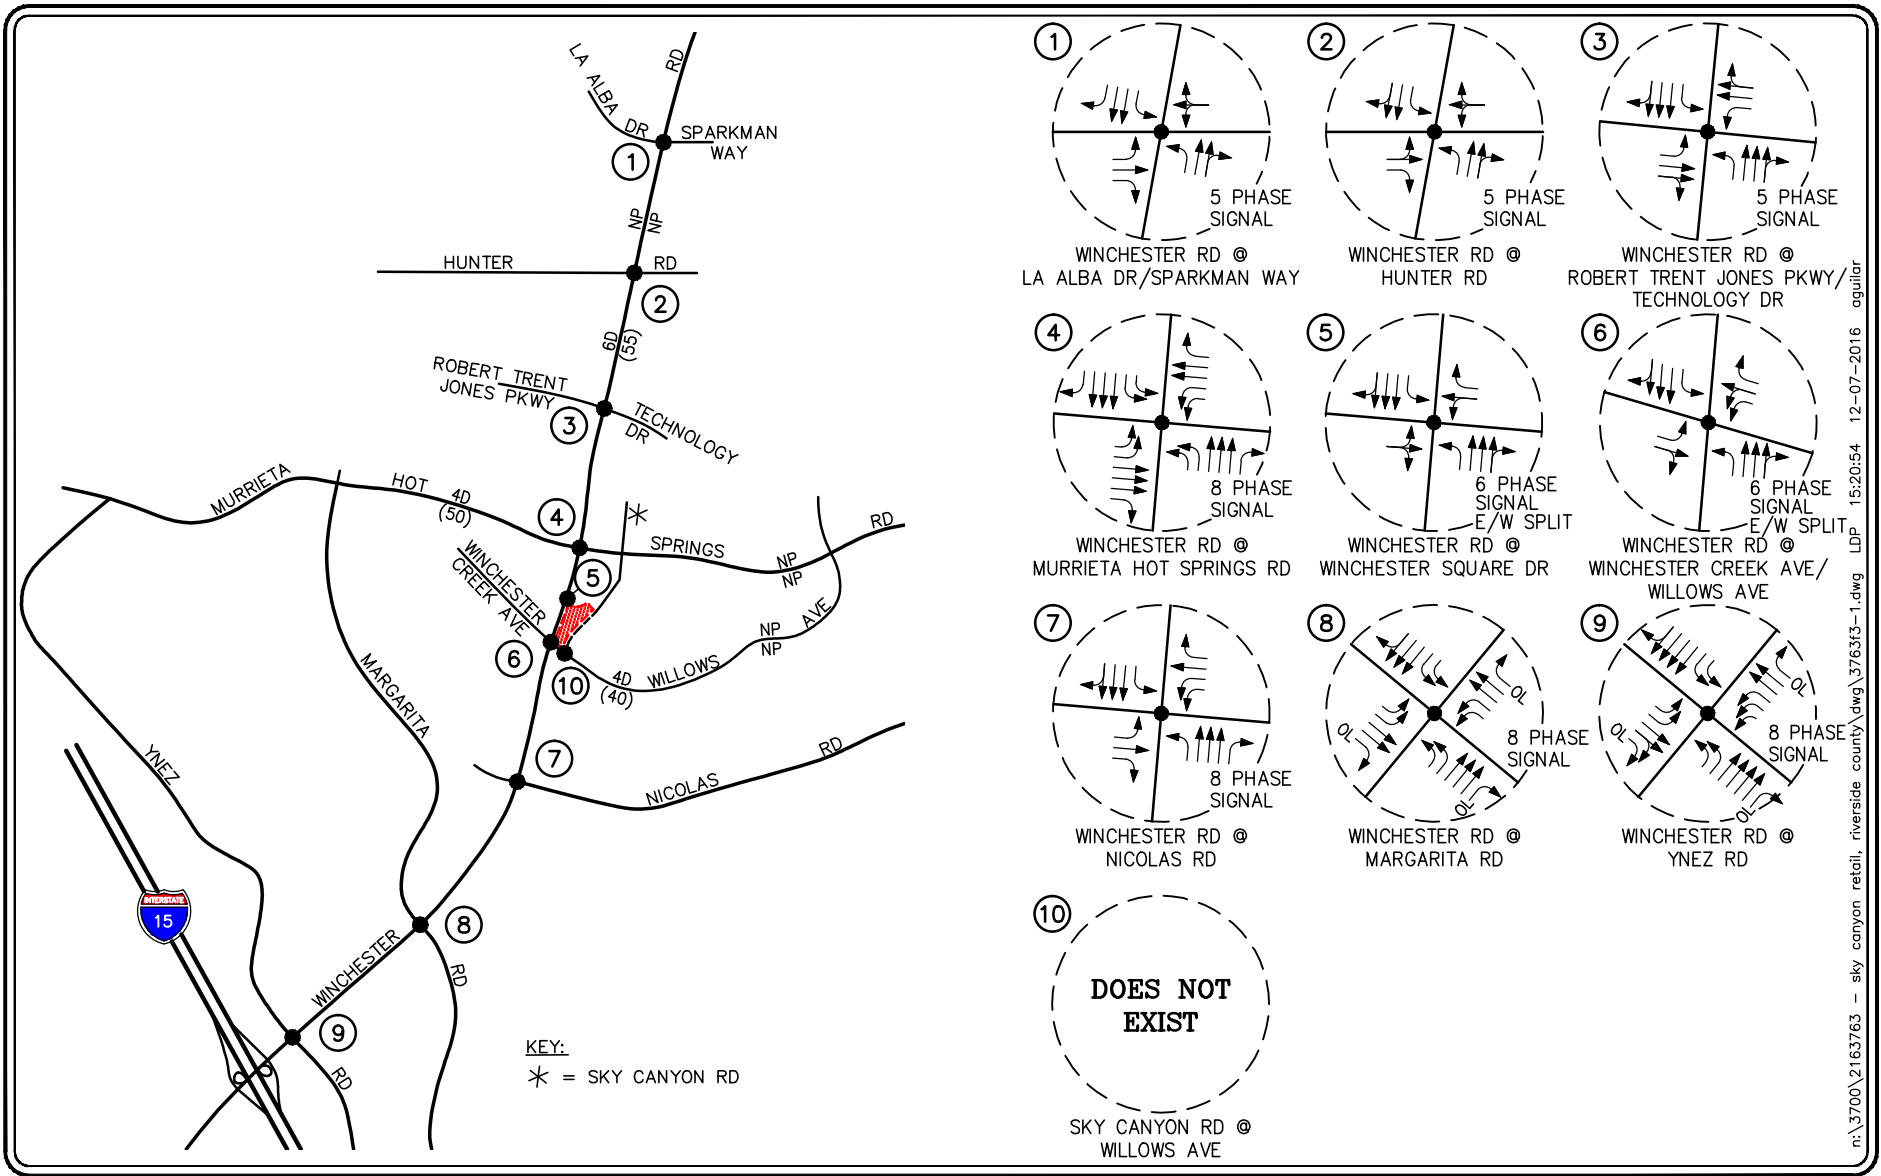 LA ALBA
DR
RD
SPARKMAN
WAY
1
NP
NP
HUNTER
RD
2
6D
(55)
ROBERT TRENT
JONES PKWY
TECHNOLOGY
DR
3
MURRIETA
HOT
4D
(50)
4
SPRINGS
NP
NP
RD
*
5
WINCHESTER
CREEK AVE
6
10
4D
(40)
WILLOWS
NP
NP
AVE
MARGARITA
YNEZ
7
NICOLAS
RD
INTERSTATE
15
WINCHESTER
8
RD
9
RD
KEY:
* = SKY CANYON RD
1
5 PHASE
SIGNAL
WINCHESTER RD @
LA ALBA DR/SPARKMAN WAY
2
5 PHASE
SIGNAL
WINCHESTER RD @
HUNTER RD
3
5 PHASE
SIGNAL
WINCHESTER RD @
ROBERT TRENT JONES PKWY/
TECHNOLOGY DR
4
8 PHASE
SIGNAL
WINCHESTER RD @
MURRIETA HOT SPRINGS RD
5
6 PHASE
SIGNAL
E/W SPLIT
WINCHESTER RD @
WINCHESTER SQUARE DR
6
6 PHASE
SIGNAL
E/W SPLIT
WINCHESTER RD @
WINCHESTER CREEK AVE/
WILLOWS AVE
7
8 PHASE
SIGNAL
WINCHESTER RD @
NICOLAS RD
8
OL
OL
OL
8 PHASE
SIGNAL
WINCHESTER RD @
MARGARITA RD
9
OL
OL
OL
8 PHASE
SIGNAL
WINCHESTER RD @
YNEZ RD
10
DOES NOT
EXIST
SKY CANYON RD @
WILLOWS AVE
n:\3700\2163763 - sky canyon retail, riverside county\dwg\3763f3-1.dwg LDP 15:20:54 12-07-2016 aguilar